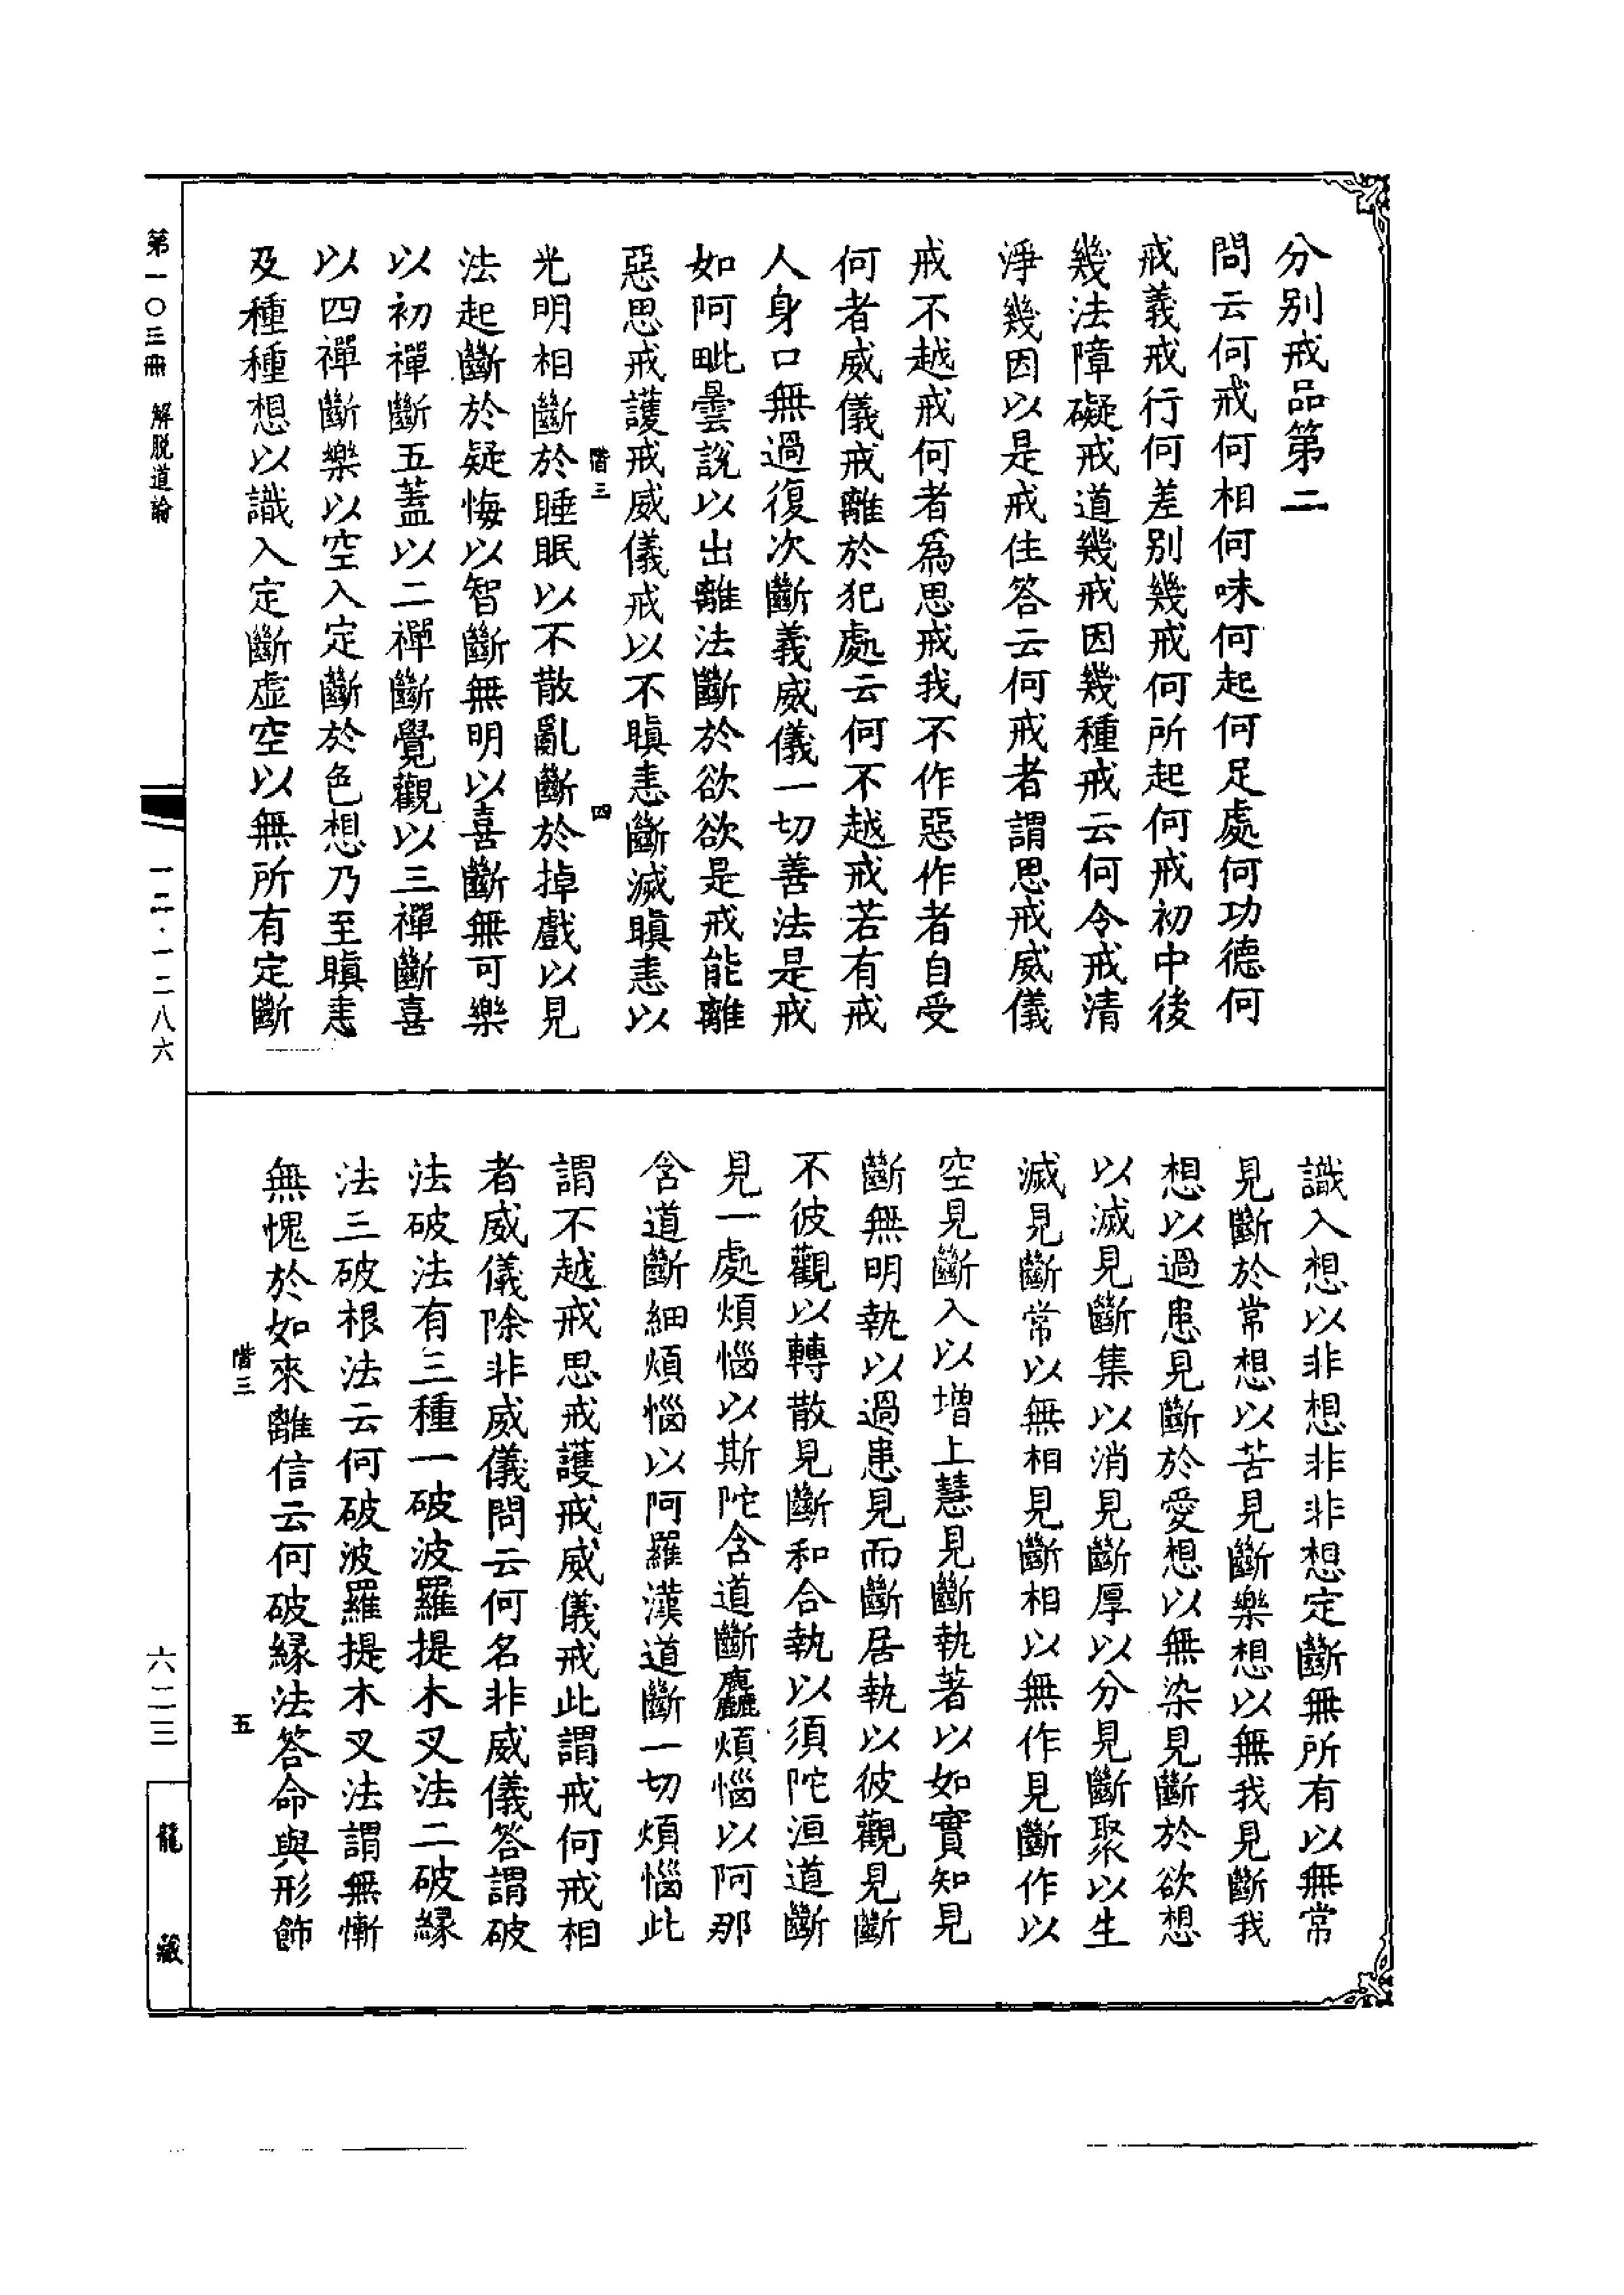 分别戒品第二
問云何戒何相何味何起何足處何功德何
戒義戒行何差别幾戒何所起何戒初中後
幾法障礙戒道幾戒因幾種戒云何令戒清
淨幾因以是戒住答云何戒者謂思戒威儀
戒不越戒何者為思戒我不作惡作者自受
何者威儀戒離於犯處云何不越戒若有戒
人身口無過復次斷義威儀一切善法是戒
如阿毗曇說以出離法斷於欲欲是戒能離
惡思戒護戒威儀戒以不瞋恚斷滅瞋恚以
階三 四
光明相斷於睡眠以不散亂斷於掉戲以見
法起斷於疑悔以智斷無明以喜斷無可樂
以初禪斷五蓋以二禪斷覺觀以三禪斷喜
以四禪斷樂以空入定斷於色想乃至瞋恚
及種種想以識入定斷虛空以無所有定斷
識入想以非想非非想定斷無所有以無常
見斷於常想以苦見斷樂想以無我見斷我
想以過患見斷於愛想以無染見斷於欲想
以滅見斷集以消見斷厚以分見斷聚以生
滅見斷常以無相見斷相以無作見斷作以
空見斷入以增上慧見斷執著以如實知見
斷無明執以過患見而斷居執以彼觀見斷
不彼觀以轉散見斷和合執以須陀洹道斷
見一處煩惱以斯陀含道斷麤煩惱以阿那
含道斷細煩惱以阿羅漢道斷一切煩惱此
謂不越戒思戒護戒威儀戒此謂戒何戒相
者威儀除非威儀問云何名非威儀答謂破
法破法有三種一破波羅提木叉法二破緣
法三破根法云何破波羅提木叉法謂無慚
無愧於如來離信云何破緣法答命與形飾
階三 五
第一〇三冊 解脱道論
一二·一二八六
六二三
龍藏